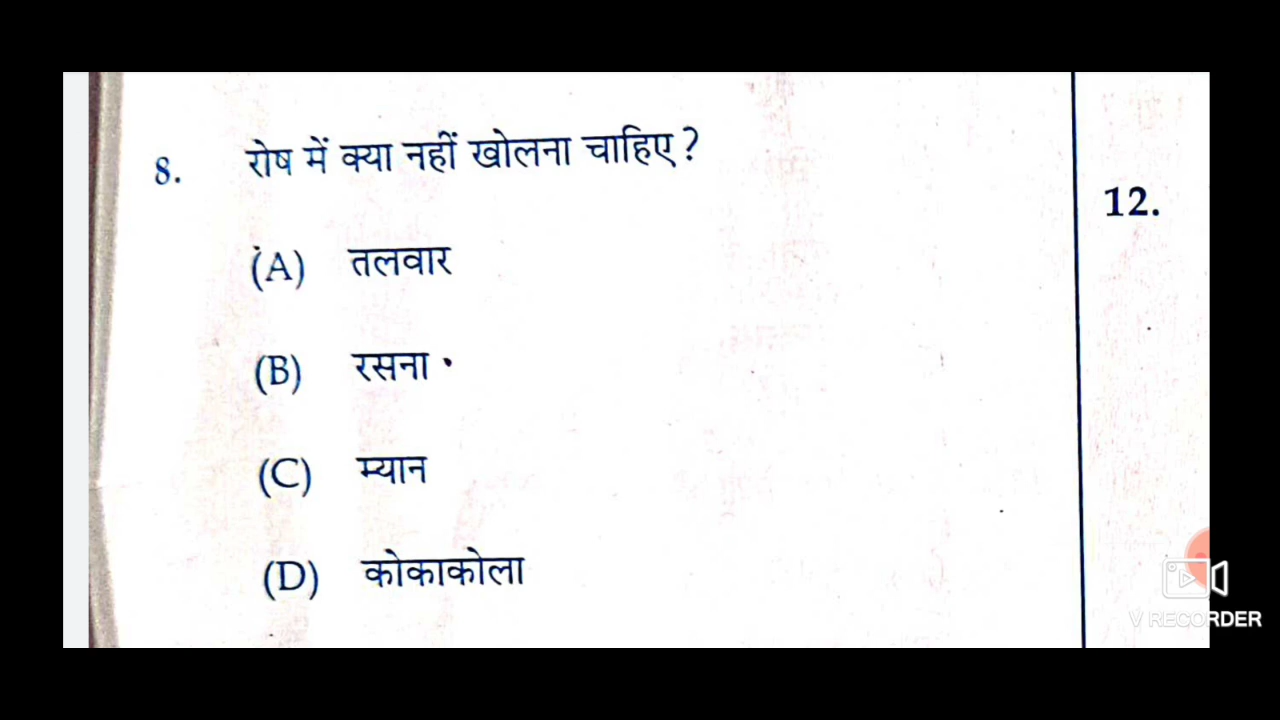 8. रोष में क्या नहीं खोलना चाहिए ?
12.
(A) तलवार
(B) रसना
(C) म्यान
(D) कोकाकोला
V RECORDER